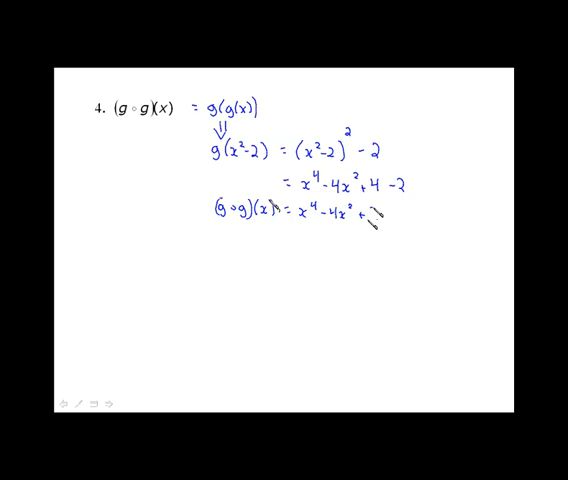 4. (g ∘ g)(x) = g(g(x))
g(x²-2) = (x²-2)² - 2
= x⁴ - 4x² + 4 - 2
(g ∘ g)(x) = x⁴ - 4x² +